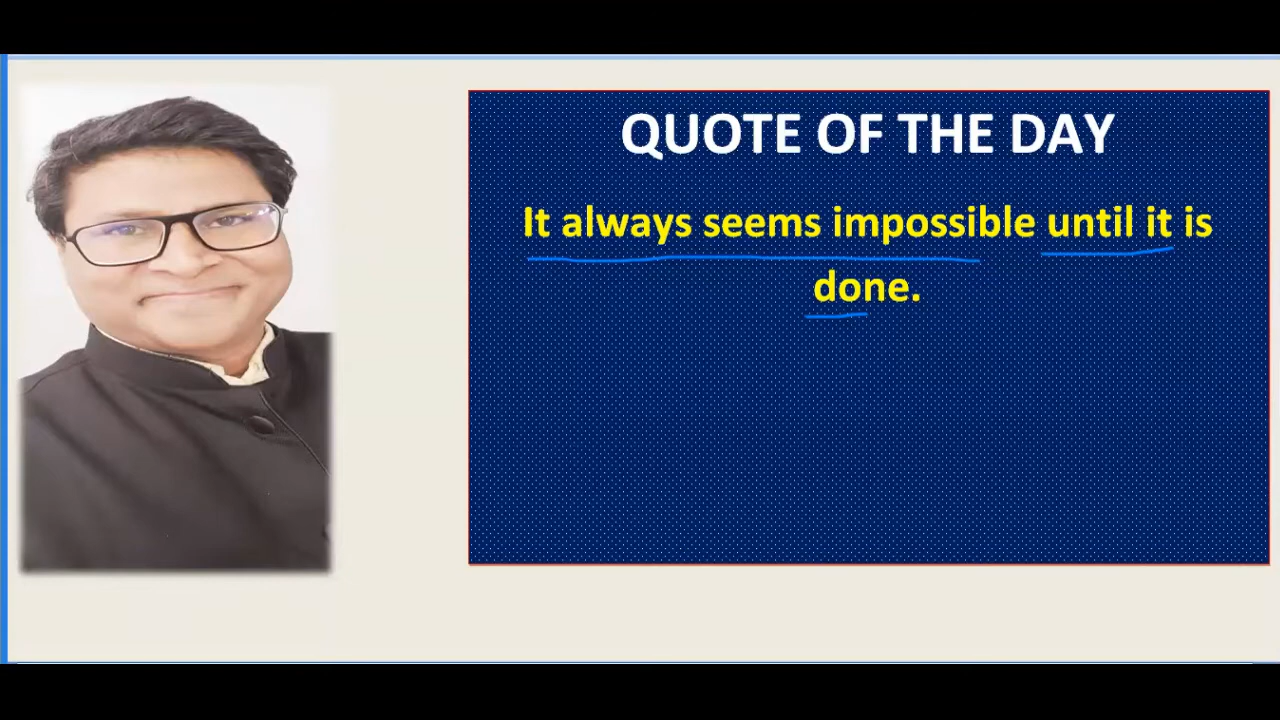 QUOTE OF THE DAY
It always seems impossible until it is
done.